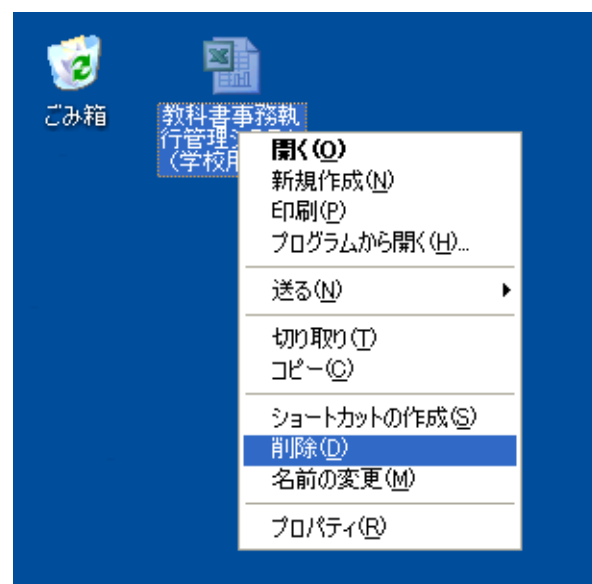 ごみ箱
教科書事務執
行管理
(学校用
開く(O)
新規作成(N)
印刷(P)
プログラムから開く(H)...
送る(N)
切り取り(T)
コピー(C)
ショートカットの作成(S)
削除(D)
名前の変更(M)
プロパティ(R)